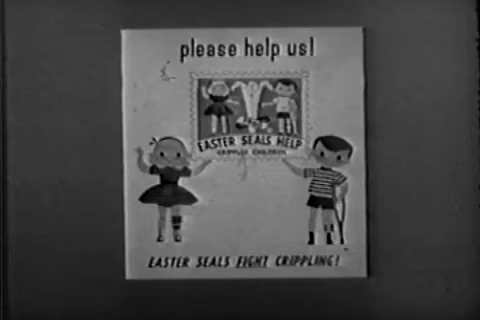 please help us!
EASTER SEALS HELP
CRIPPLED CHILDREN
EASTER SEALS FIGHT CRIPPLING!